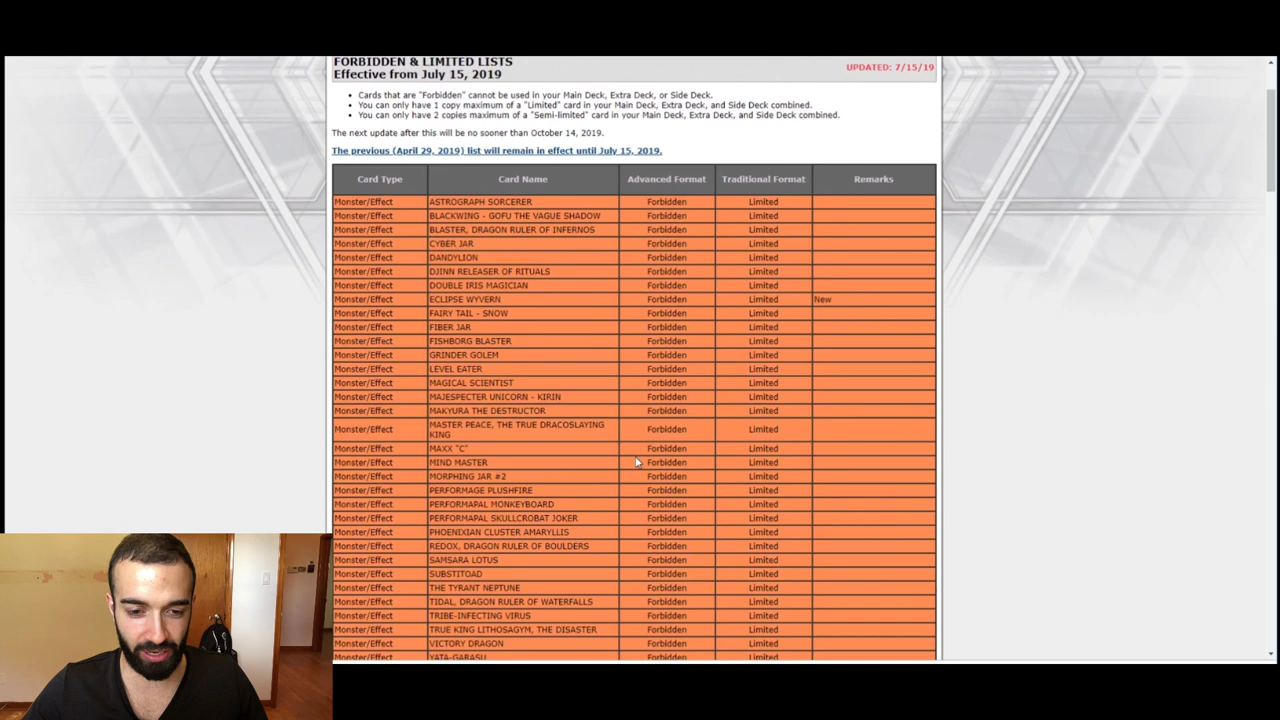 FORBIDDEN & LIMITED LISTS
Effective from July 15, 2019
UPDATED: 7/15/19
Cards that are "Forbidden" cannot be used in your Main Deck, Extra Deck, or Side Deck.
You can only have 1 copy maximum of a "Limited" card in your Main Deck, Extra Deck, and Side Deck combined.
You can only have 2 copies maximum of a "Semi-limited" card in your Main Deck, Extra Deck, and Side Deck combined.
The next update after this will be no sooner than October 14, 2019.
The previous (April 29, 2019) list will remain in effect until July 15, 2019.
Card Type Card Name Advanced Format Traditional Format Remarks
Monster/Effect ASTROGRAPH SORCERER Forbidden Limited
Monster/Effect BLACKWING - GOFU THE VAGUE SHADOW Forbidden Limited
Monster/Effect BLASTER, DRAGON RULER OF INFERNOS Forbidden Limited
Monster/Effect CYBER JAR Forbidden Limited
Monster/Effect DANDYLION Forbidden Limited
Monster/Effect DJINN RELEASER OF RITUALS Forbidden Limited
Monster/Effect DOUBLE IRIS MAGICIAN Forbidden Limited
Monster/Effect ECLIPSE WYVERN Forbidden Limited New
Monster/Effect FAIRY TAIL - SNOW Forbidden Limited
Monster/Effect FIBER JAR Forbidden Limited
Monster/Effect FISHBORG BLASTER Forbidden Limited
Monster/Effect GRINDER GOLEM Forbidden Limited
Monster/Effect LEVEL EATER Forbidden Limited
Monster/Effect MAGICAL SCIENTIST Forbidden Limited
Monster/Effect MAJESPECTER UNICORN - KIRIN Forbidden Limited
Monster/Effect MAKYURA THE DESTRUCTOR Forbidden Limited
Monster/Effect MASTER PEACE, THE TRUE DRACOSLAYING
KING Forbidden Limited
Monster/Effect MAXX "C" Forbidden Limited
Monster/Effect MIND MASTER Forbidden Limited
Monster/Effect MORPHING JAR #2 Forbidden Limited
Monster/Effect PERFORMAGE PLUSHFIRE Forbidden Limited
Monster/Effect PERFORMAPAL MONKEYBOARD Forbidden Limited
Monster/Effect PERFORMAPAL SKULLCROBAT JOKER Forbidden Limited
Monster/Effect PHOENIXIAN CLUSTER AMARYLLIS Forbidden Limited
Monster/Effect REDOX, DRAGON RULER OF BOULDERS Forbidden Limited
Monster/Effect SAMSARA LOTUS Forbidden Limited
Monster/Effect SUBSTITOAD Forbidden Limited
Monster/Effect THE TYRANT NEPTUNE Forbidden Limited
Monster/Effect TIDAL, DRAGON RULER OF WATERFALLS Forbidden Limited
Monster/Effect TRIBE-INFECTING VIRUS Forbidden Limited
Monster/Effect TRUE KING LITHOSAGYM, THE DISASTER Forbidden Limited
Monster/Effect VICTORY DRAGON Forbidden Limited
Monster/Effect YATA-GARASU Forbidden Limited